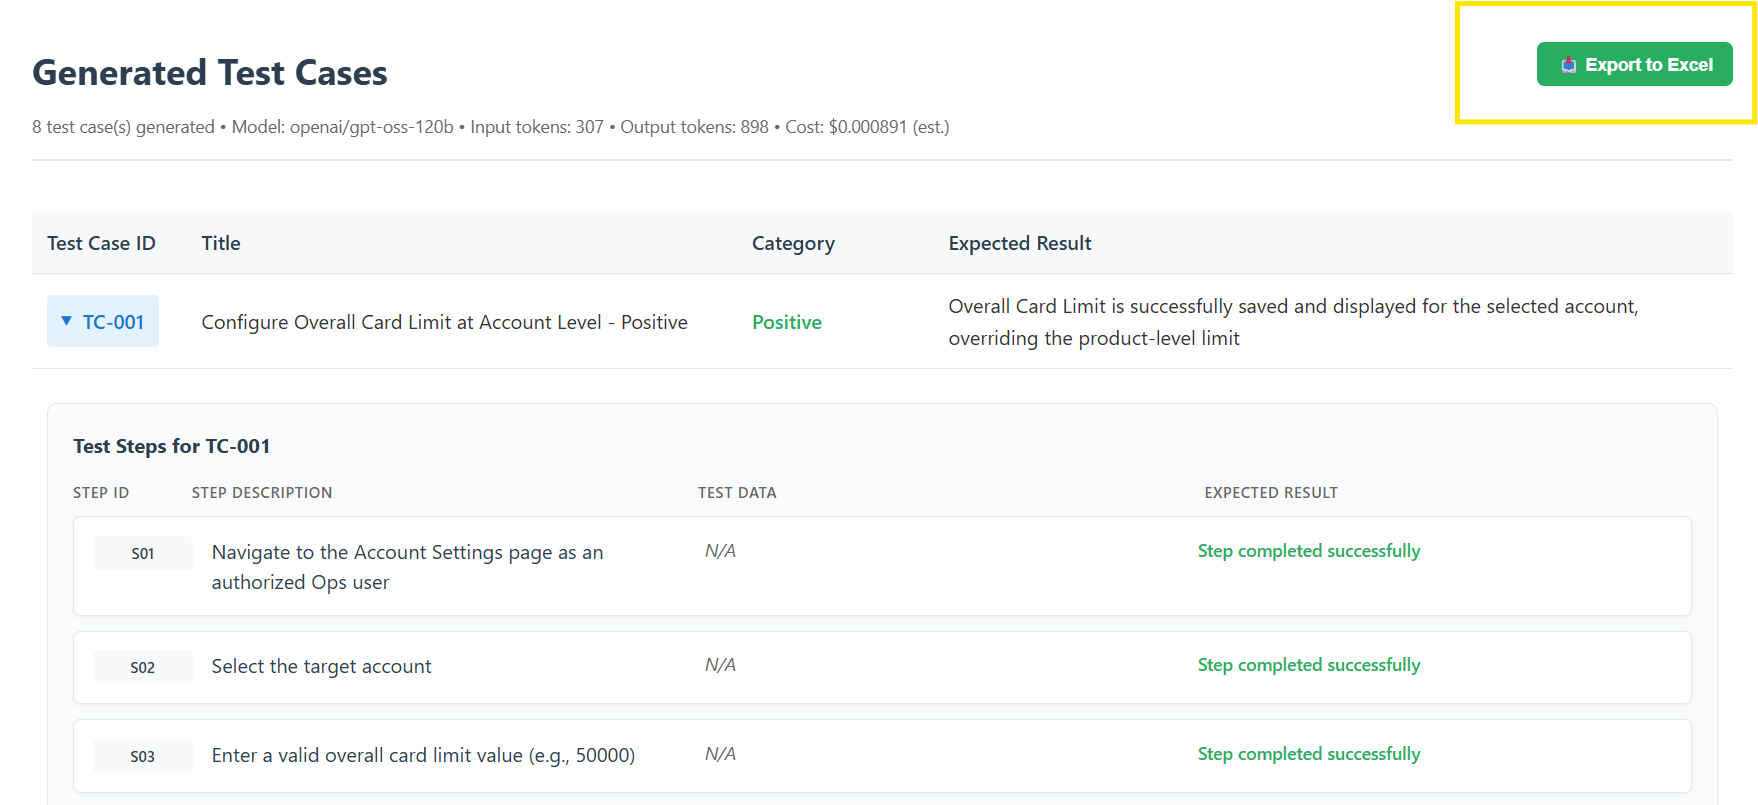 Generated Test Cases
Export to Excel
8 test case(s) generated • Model: openai/gpt-oss-120b • Input tokens: 307 • Output tokens: 898 • Cost: $0.000891 (est.)
Test Case ID Title Category Expected Result
▼ TC-001 Configure Overall Card Limit at Account Level - Positive Positive Overall Card Limit is successfully saved and displayed for the selected account,
overriding the product-level limit
Test Steps for TC-001
STEP ID STEP DESCRIPTION TEST DATA EXPECTED RESULT
S01 Navigate to the Account Settings page as an N/A Step completed successfully
authorized Ops user
S02 Select the target account N/A Step completed successfully
S03 Enter a valid overall card limit value (e.g., 50000) N/A Step completed successfully